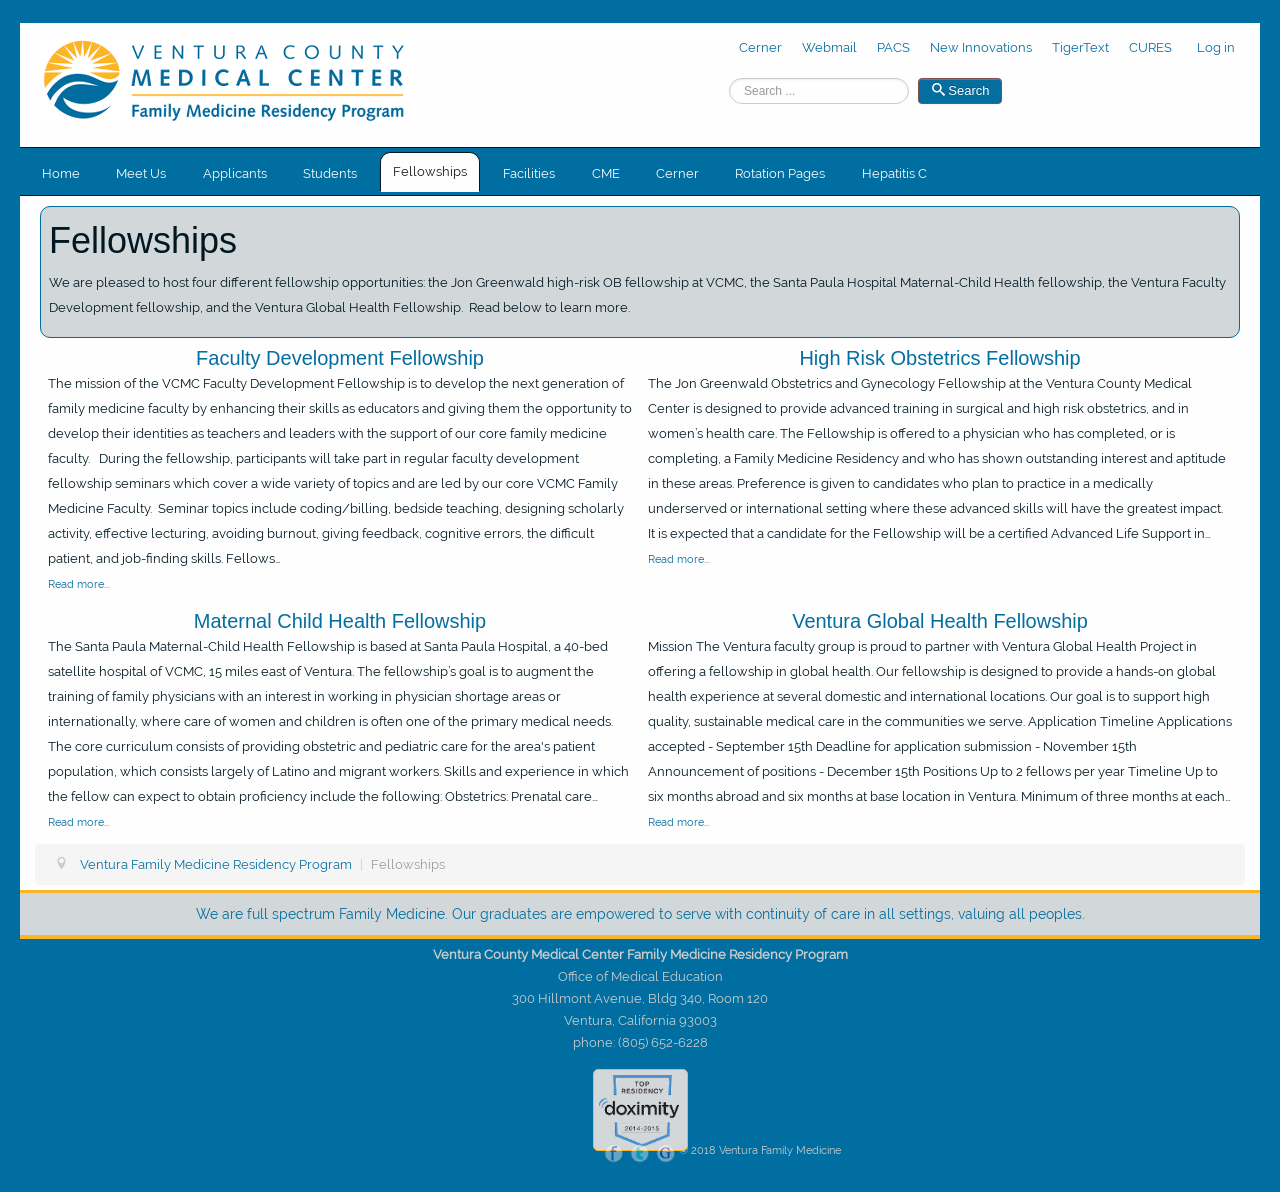 VENTURA COUNTY
MEDICAL CENTER
Family Medicine Residency Program
Cerner Webmail PACS New Innovations TigerText CURES Log in
Search ... Search
Home Meet Us Applicants Students Fellowships Facilities CME Cerner Rotation Pages Hepatitis C
Fellowships
We are pleased to host four different fellowship opportunities: the Jon Greenwald high-risk OB fellowship at VCMC, the Santa Paula Hospital Maternal-Child Health fellowship, the Ventura Faculty
Development fellowship, and the Ventura Global Health Fellowship. Read below to learn more.
Faculty Development Fellowship
The mission of the VCMC Faculty Development Fellowship is to develop the next generation of
family medicine faculty by enhancing their skills as educators and giving them the opportunity to
develop their identities as teachers and leaders with the support of our core family medicine
faculty. During the fellowship, participants will take part in regular faculty development
fellowship seminars which cover a wide variety of topics and are led by our core VCMC Family
Medicine Faculty. Seminar topics include coding/billing, bedside teaching, designing scholarly
activity, effective lecturing, avoiding burnout, giving feedback, cognitive errors, the difficult
patient, and job-finding skills. Fellows...
Read more...
High Risk Obstetrics Fellowship
The Jon Greenwald Obstetrics and Gynecology Fellowship at the Ventura County Medical
Center is designed to provide advanced training in surgical and high risk obstetrics, and in
women's health care. The Fellowship is offered to a physician who has completed, or is
completing, a Family Medicine Residency and who has shown outstanding interest and aptitude
in these areas. Preference is given to candidates who plan to practice in a medically
underserved or international setting where these advanced skills will have the greatest impact.
It is expected that a candidate for the Fellowship will be a certified Advanced Life Support in...
Read more...
Maternal Child Health Fellowship
The Santa Paula Maternal-Child Health Fellowship is based at Santa Paula Hospital, a 40-bed
satellite hospital of VCMC, 15 miles east of Ventura. The fellowship's goal is to augment the
training of family physicians with an interest in working in physician shortage areas or
internationally, where care of women and children is often one of the primary medical needs.
The core curriculum consists of providing obstetric and pediatric care for the area's patient
population, which consists largely of Latino and migrant workers. Skills and experience in which
the fellow can expect to obtain proficiency include the following: Obstetrics: Prenatal care...
Read more...
Ventura Global Health Fellowship
Mission The Ventura faculty group is proud to partner with Ventura Global Health Project in
offering a fellowship in global health. Our fellowship is designed to provide a hands-on global
health experience at several domestic and international locations. Our goal is to support high
quality, sustainable medical care in the communities we serve. Application Timeline Applications
accepted - September 15th Deadline for application submission - November 15th
Announcement of positions - December 15th Positions Up to 2 fellows per year Timeline Up to
six months abroad and six months at base location in Ventura. Minimum of three months at each...
Read more...
Ventura Family Medicine Residency Program | Fellowships
We are full spectrum Family Medicine. Our graduates are empowered to serve with continuity of care in all settings, valuing all peoples.
Ventura County Medical Center Family Medicine Residency Program
Office of Medical Education
300 Hillmont Avenue, Bldg 340, Room 120
Ventura, California 93003
phone: (805) 652-6228
TOP
RESIDENCY
doximity
2014-2015
f t G © 2018 Ventura Family Medicine